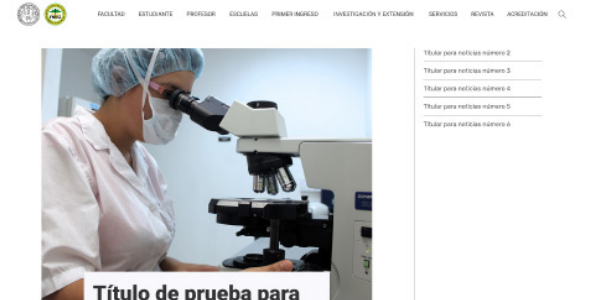 FACULTAD ESTUDIANTE PROFESOR ESCUELAS PRIMER INGRESO INVESTIGACIÓN Y EXTENSIÓN SERVICIOS REVISTA ACREDITACIÓN
Titular para noticias número 2
Titular para noticias número 3
Titular para noticias número 4
Titular para noticias número 5
Titular para noticias número 6
Título de prueba para